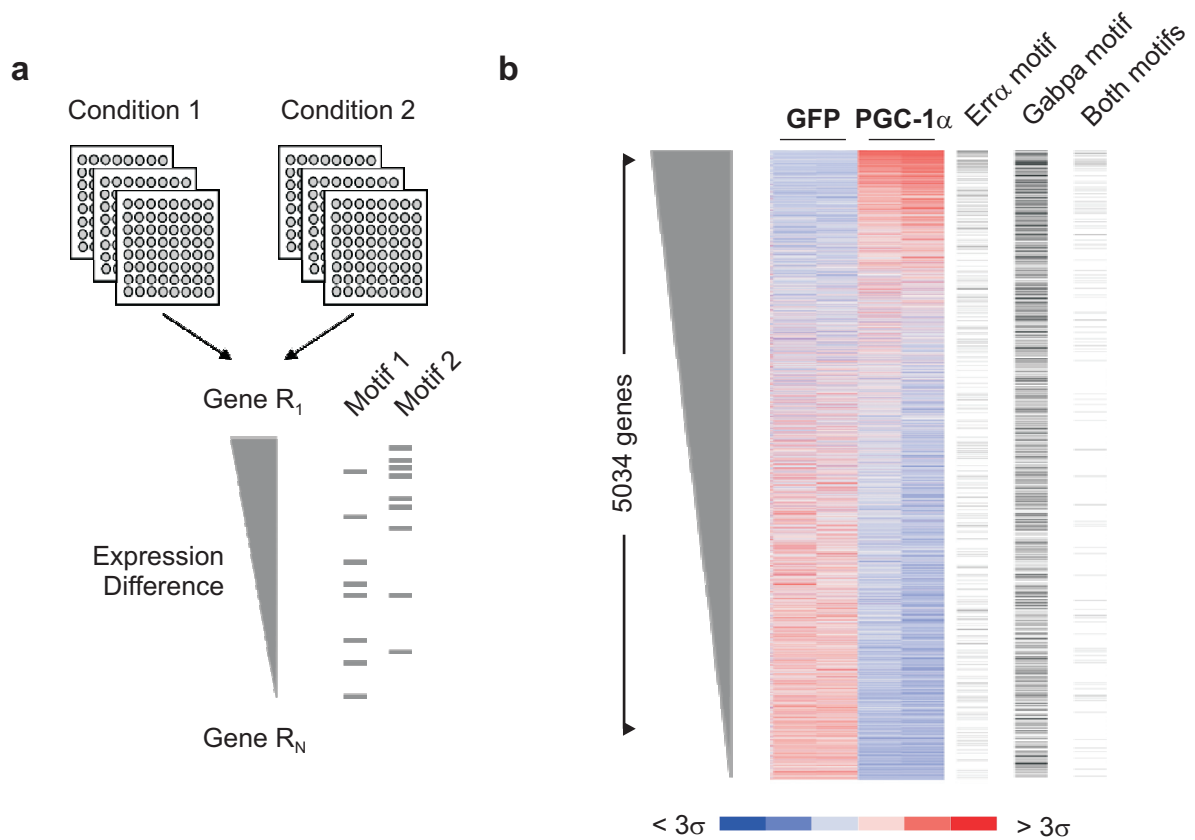 a
Condition 1
Condition 2
Gene R1
Motif 1
Motif 2
Expression
Difference
Gene RN
b
GFP
PGC-1α
Errα motif
Gabpa motif
Both motifs
5034 genes
< 3σ
> 3σ